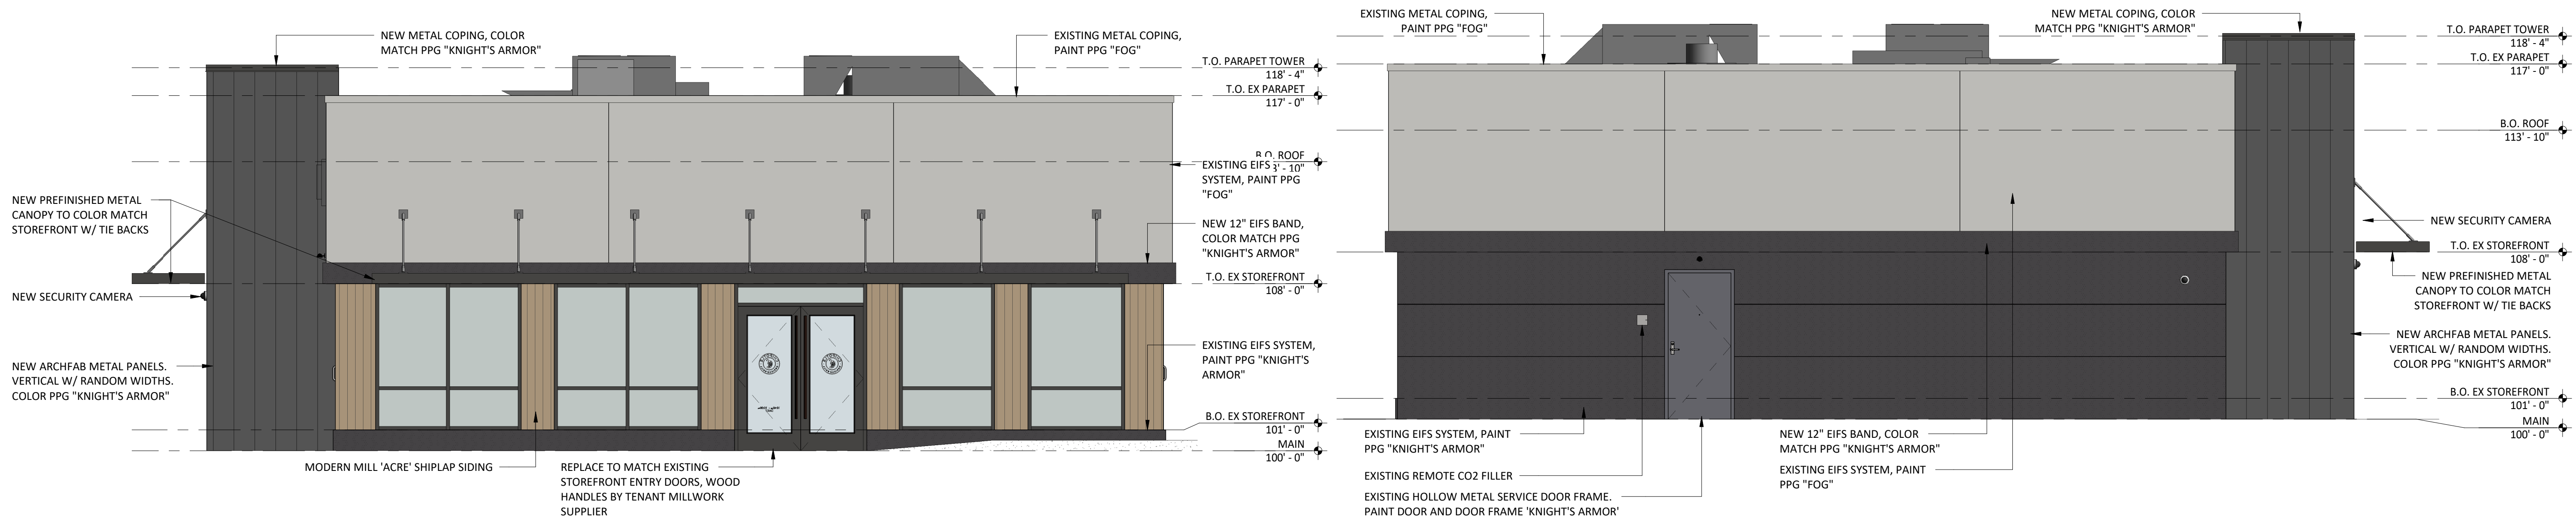 NEW METAL COPING, COLOR
MATCH PPG "KNIGHT'S ARMOR"
EXISTING METAL COPING,
PAINT PPG "FOG"
T.O. PARAPET TOWER
118' - 4"
T.O. EX PARAPET
117' - 0"
B.O. ROOF
3' - 10"
EXISTING EIFS
SYSTEM, PAINT PPG
"FOG"
NEW PREFINISHED METAL
CANOPY TO COLOR MATCH
STOREFRONT W/ TIE BACKS
NEW 12" EIFS BAND,
COLOR MATCH PPG
"KNIGHT'S ARMOR"
T.O. EX STOREFRONT
108' - 0"
NEW SECURITY CAMERA
EXISTING EIFS SYSTEM,
PAINT PPG "KNIGHT'S
ARMOR"
NEW ARCHFAB METAL PANELS.
VERTICAL W/ RANDOM WIDTHS.
COLOR PPG "KNIGHT'S ARMOR"
B.O. EX STOREFRONT
101' - 0"
MAIN
100' - 0"
MODERN MILL 'ACRE' SHIPLAP SIDING
REPLACE TO MATCH EXISTING
STOREFRONT ENTRY DOORS, WOOD
HANDLES BY TENANT MILLWORK
SUPPLIER
EXISTING METAL COPING,
PAINT PPG "FOG"
NEW METAL COPING, COLOR
MATCH PPG "KNIGHT'S ARMOR"
T.O. PARAPET TOWER
118' - 4"
T.O. EX PARAPET
117' - 0"
B.O. ROOF
113' - 10"
NEW SECURITY CAMERA
T.O. EX STOREFRONT
108' - 0"
NEW PREFINISHED METAL
CANOPY TO COLOR MATCH
STOREFRONT W/ TIE BACKS
NEW ARCHFAB METAL PANELS.
VERTICAL W/ RANDOM WIDTHS.
COLOR PPG "KNIGHT'S ARMOR"
B.O. EX STOREFRONT
101' - 0"
MAIN
100' - 0"
EXISTING EIFS SYSTEM, PAINT
PPG "KNIGHT'S ARMOR"
EXISTING REMOTE CO2 FILLER
EXISTING HOLLOW METAL SERVICE DOOR FRAME.
PAINT DOOR AND DOOR FRAME 'KNIGHT'S ARMOR'
NEW 12" EIFS BAND, COLOR
MATCH PPG "KNIGHT'S ARMOR"
EXISTING EIFS SYSTEM, PAINT
PPG "FOG"